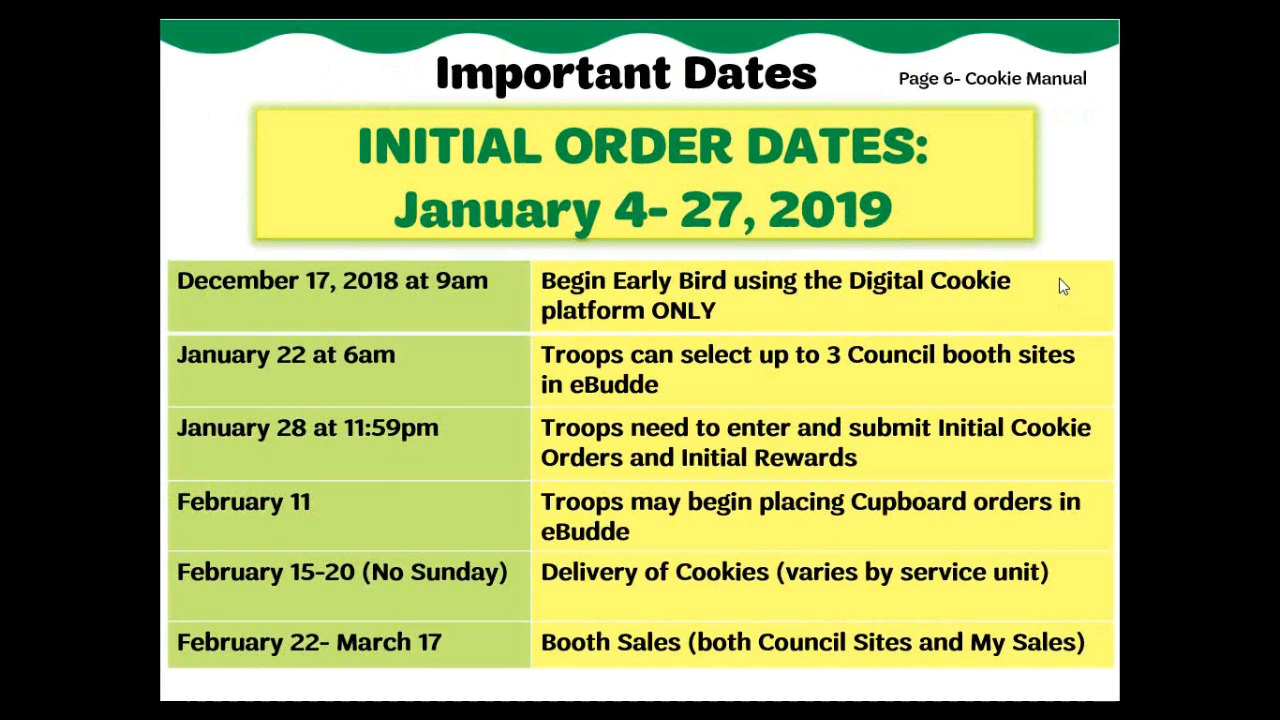 Important Dates
Page 6- Cookie Manual
INITIAL ORDER DATES:
January 4- 27, 2019
December 17, 2018 at 9am
Begin Early Bird using the Digital Cookie
platform ONLY
January 22 at 6am
Troops can select up to 3 Council booth sites
in eBudde
January 28 at 11:59pm
Troops need to enter and submit Initial Cookie
Orders and Initial Rewards
February 11
Troops may begin placing Cupboard orders in
eBudde
February 15-20 (No Sunday)
Delivery of Cookies (varies by service unit)
February 22- March 17
Booth Sales (both Council Sites and My Sales)